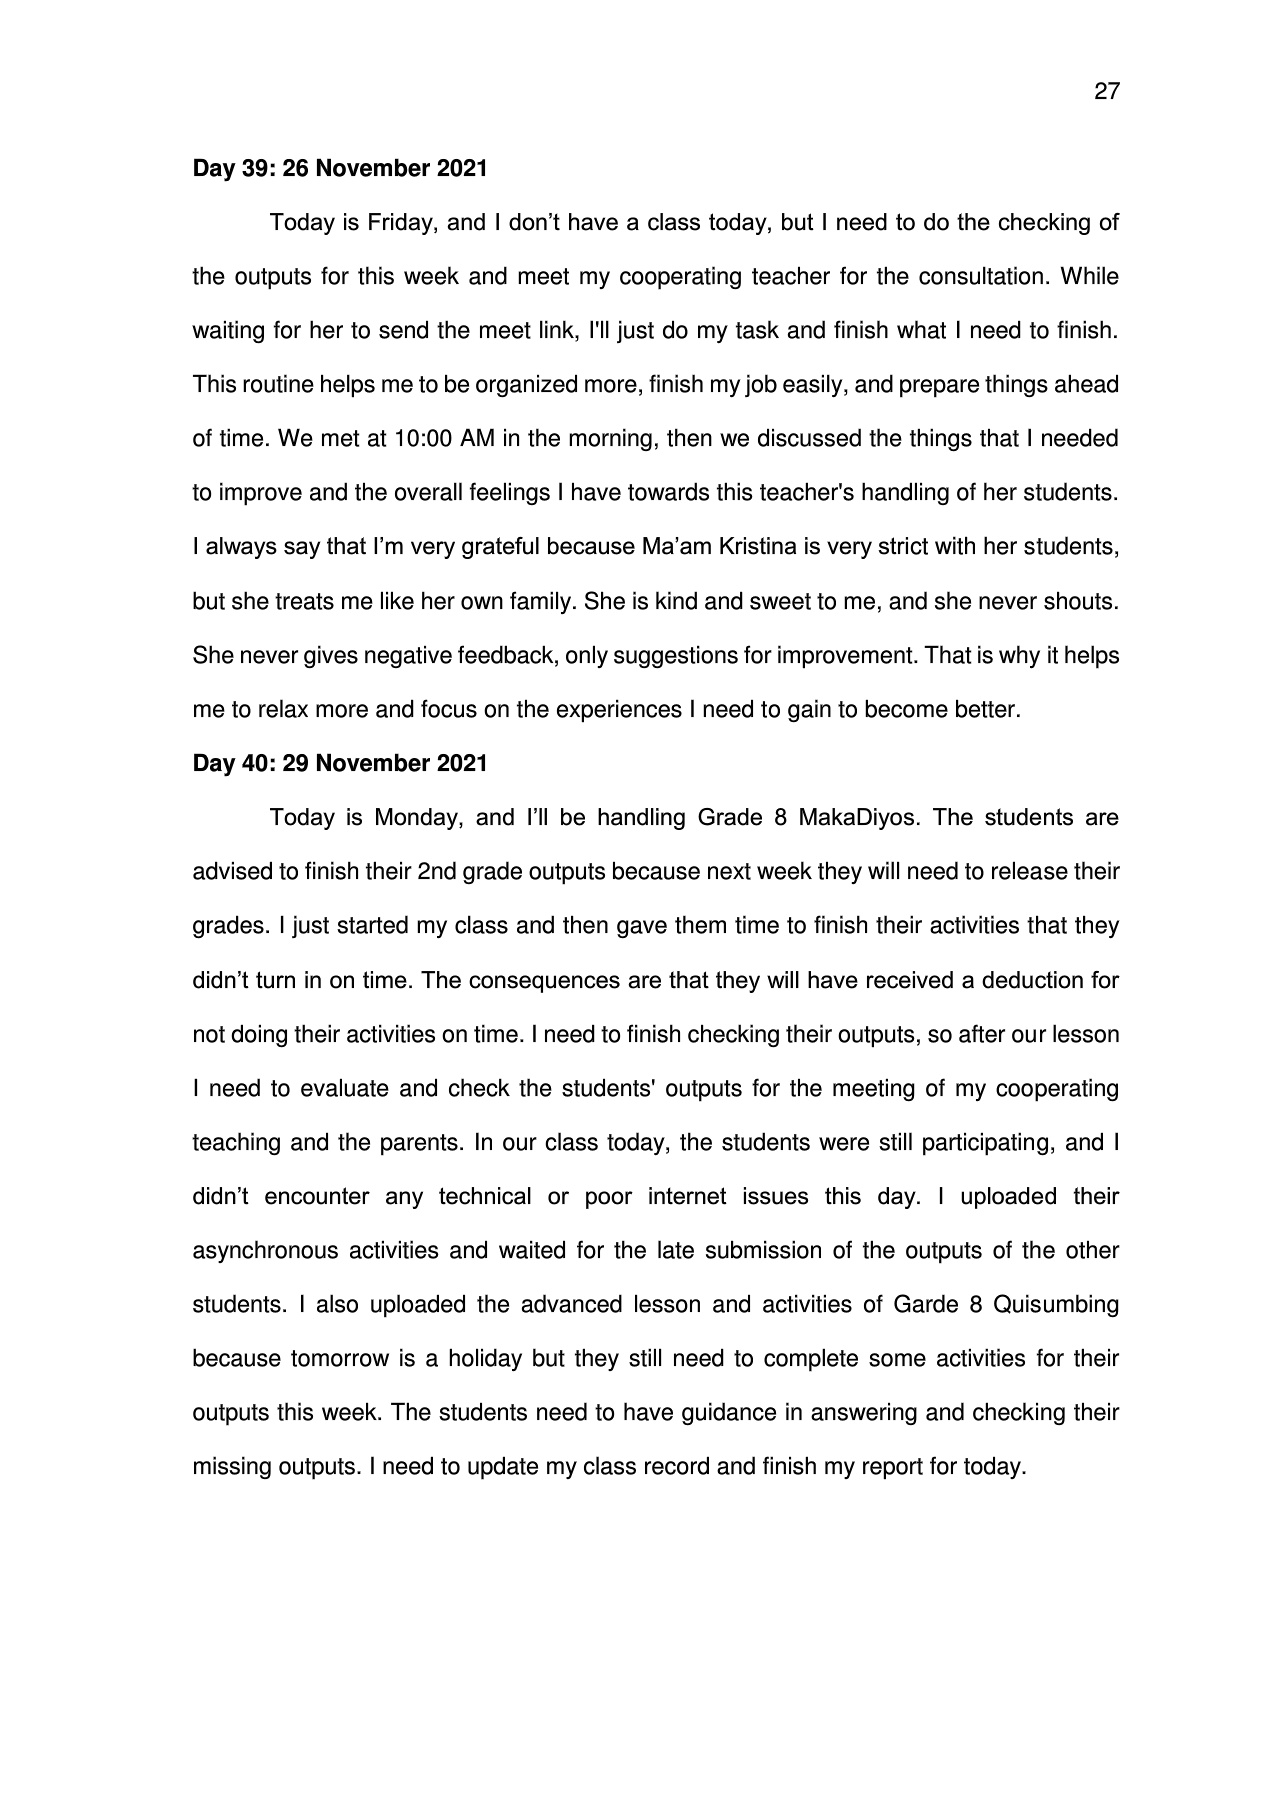 27
Day 39: 26 November 2021
Today is Friday, and I don’t have a class today, but I need to do the checking of
the outputs for this week and meet my cooperating teacher for the consultation. While
waiting for her to send the meet link, I'll just do my task and finish what I need to finish.
This routine helps me to be organized more, finish my job easily, and prepare things ahead
of time. We met at 10:00 AM in the morning, then we discussed the things that I needed
to improve and the overall feelings I have towards this teacher's handling of her students.
I always say that I’m very grateful because Ma’am Kristina is very strict with her students,
but she treats me like her own family. She is kind and sweet to me, and she never shouts.
She never gives negative feedback, only suggestions for improvement. That is why it helps
me to relax more and focus on the experiences I need to gain to become better.
Day 40: 29 November 2021
Today is Monday, and I’ll be handling Grade 8 MakaDiyos. The students are
advised to finish their 2nd grade outputs because next week they will need to release their
grades. I just started my class and then gave them time to finish their activities that they
didn’t turn in on time. The consequences are that they will have received a deduction for
not doing their activities on time. I need to finish checking their outputs, so after our lesson
I need to evaluate and check the students' outputs for the meeting of my cooperating
teaching and the parents. In our class today, the students were still participating, and I
didn’t encounter any technical or poor internet issues this day. I uploaded their
asynchronous activities and waited for the late submission of the outputs of the other
students. I also uploaded the advanced lesson and activities of Garde 8 Quisumbing
because tomorrow is a holiday but they still need to complete some activities for their
outputs this week. The students need to have guidance in answering and checking their
missing outputs. I need to update my class record and finish my report for today.